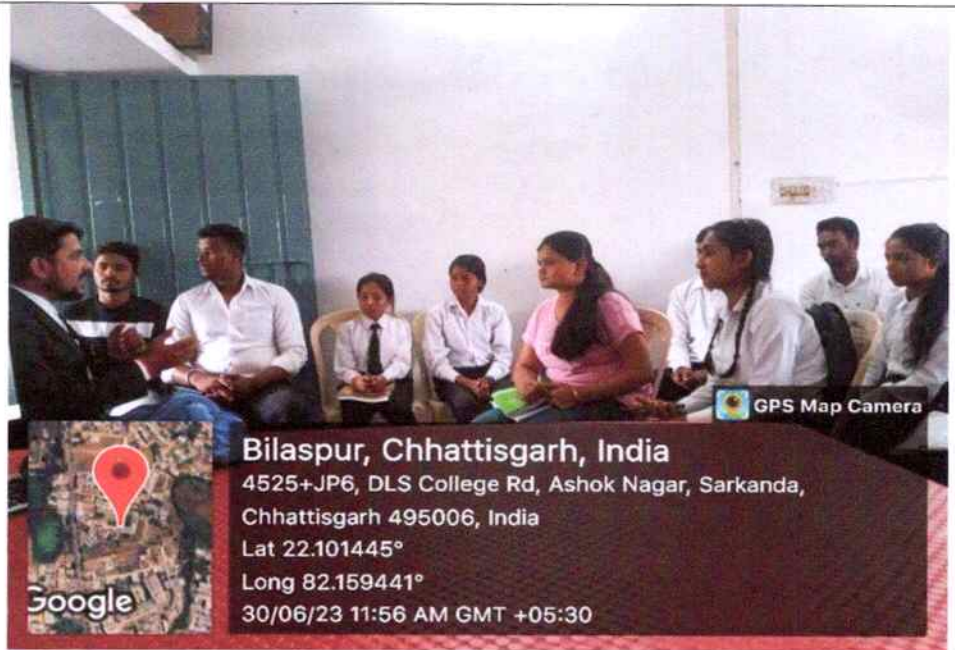 GPS Map Camera
Bilaspur, Chhattisgarh, India
4525+JP6, DLS College Rd, Ashok Nagar, Sarkanda,
Chhattisgarh 495006, India
Lat 22.101445°
Long 82.159441°
30/06/23 11:56 AM GMT +05:30
Google